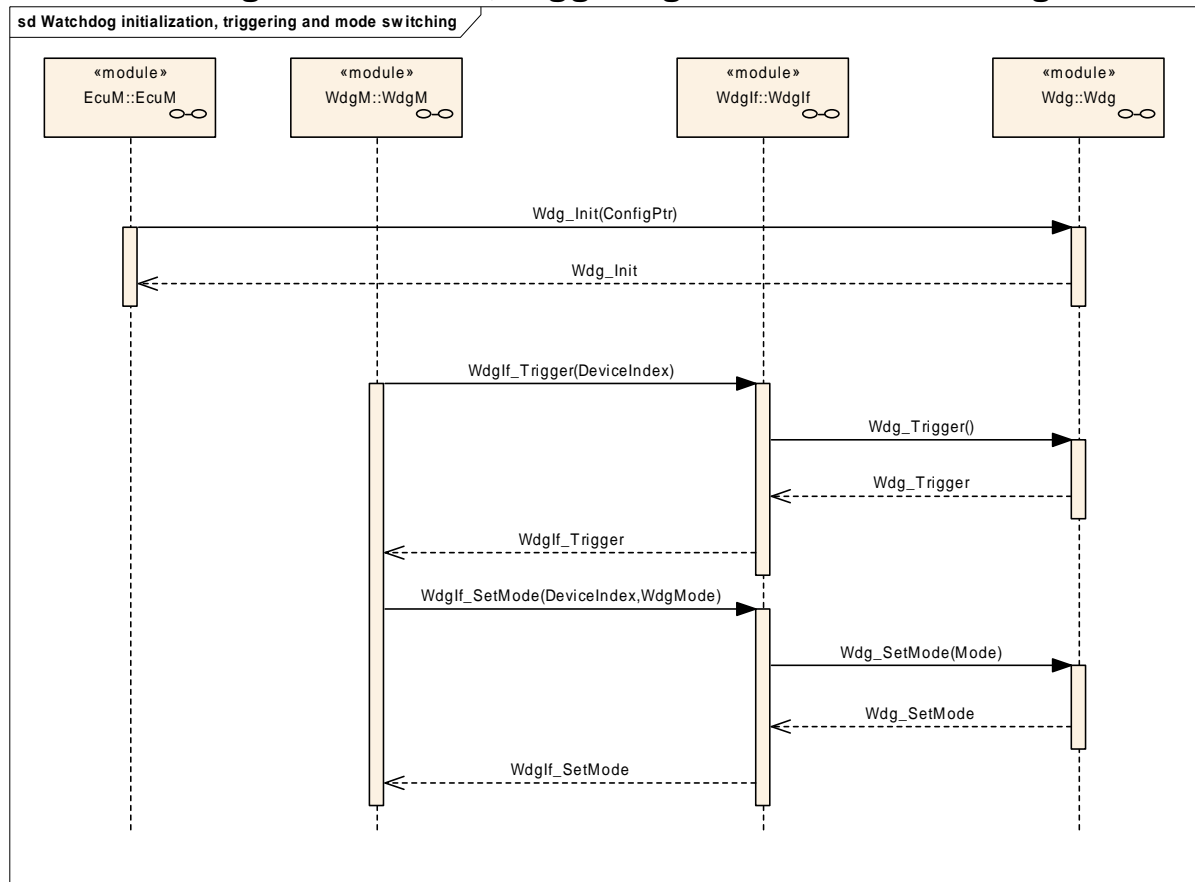 sd Watchdog initialization, triggering and mode switching
«module»
EcuM::EcuM
«module»
WdgM::WdgM
«module»
WdgIf::WdgIf
«module»
Wdg::Wdg
Wdg_Init(ConfigPtr)
Wdg_Init
WdgIf_Trigger(DeviceIndex)
Wdg_Trigger()
Wdg_Trigger
WdgIf_Trigger
WdgIf_SetMode(DeviceIndex,WdgMode)
Wdg_SetMode(Mode)
Wdg_SetMode
WdgIf_SetMode